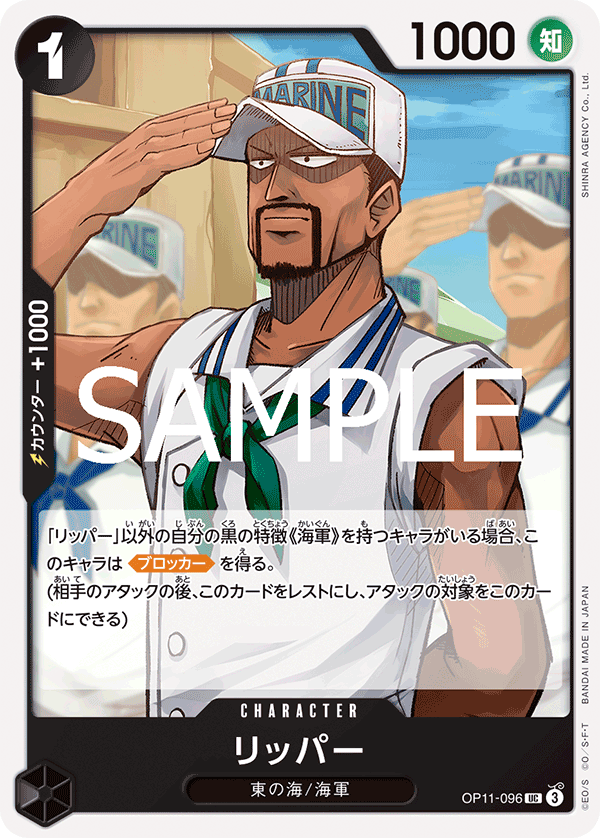 1
1000
知
MARINE
MARINE
MARINE
SHINRA AGENCY Co., Ltd.
カウンター +1000
SAMPLE
「リッパー」以外の自分の黒の特徴《海軍》を持つキャラがいる場合、こ
のキャラは ブロッカー を得る。
(相手のアタックの後、このカードをレストにし、アタックの対象をこのカー
ドにできる)
CHARACTER
リッパー
東の海/海軍
OP11-096 UC 3
©E.O/S ©O/S・F・T BANDAI MADE IN JAPAN